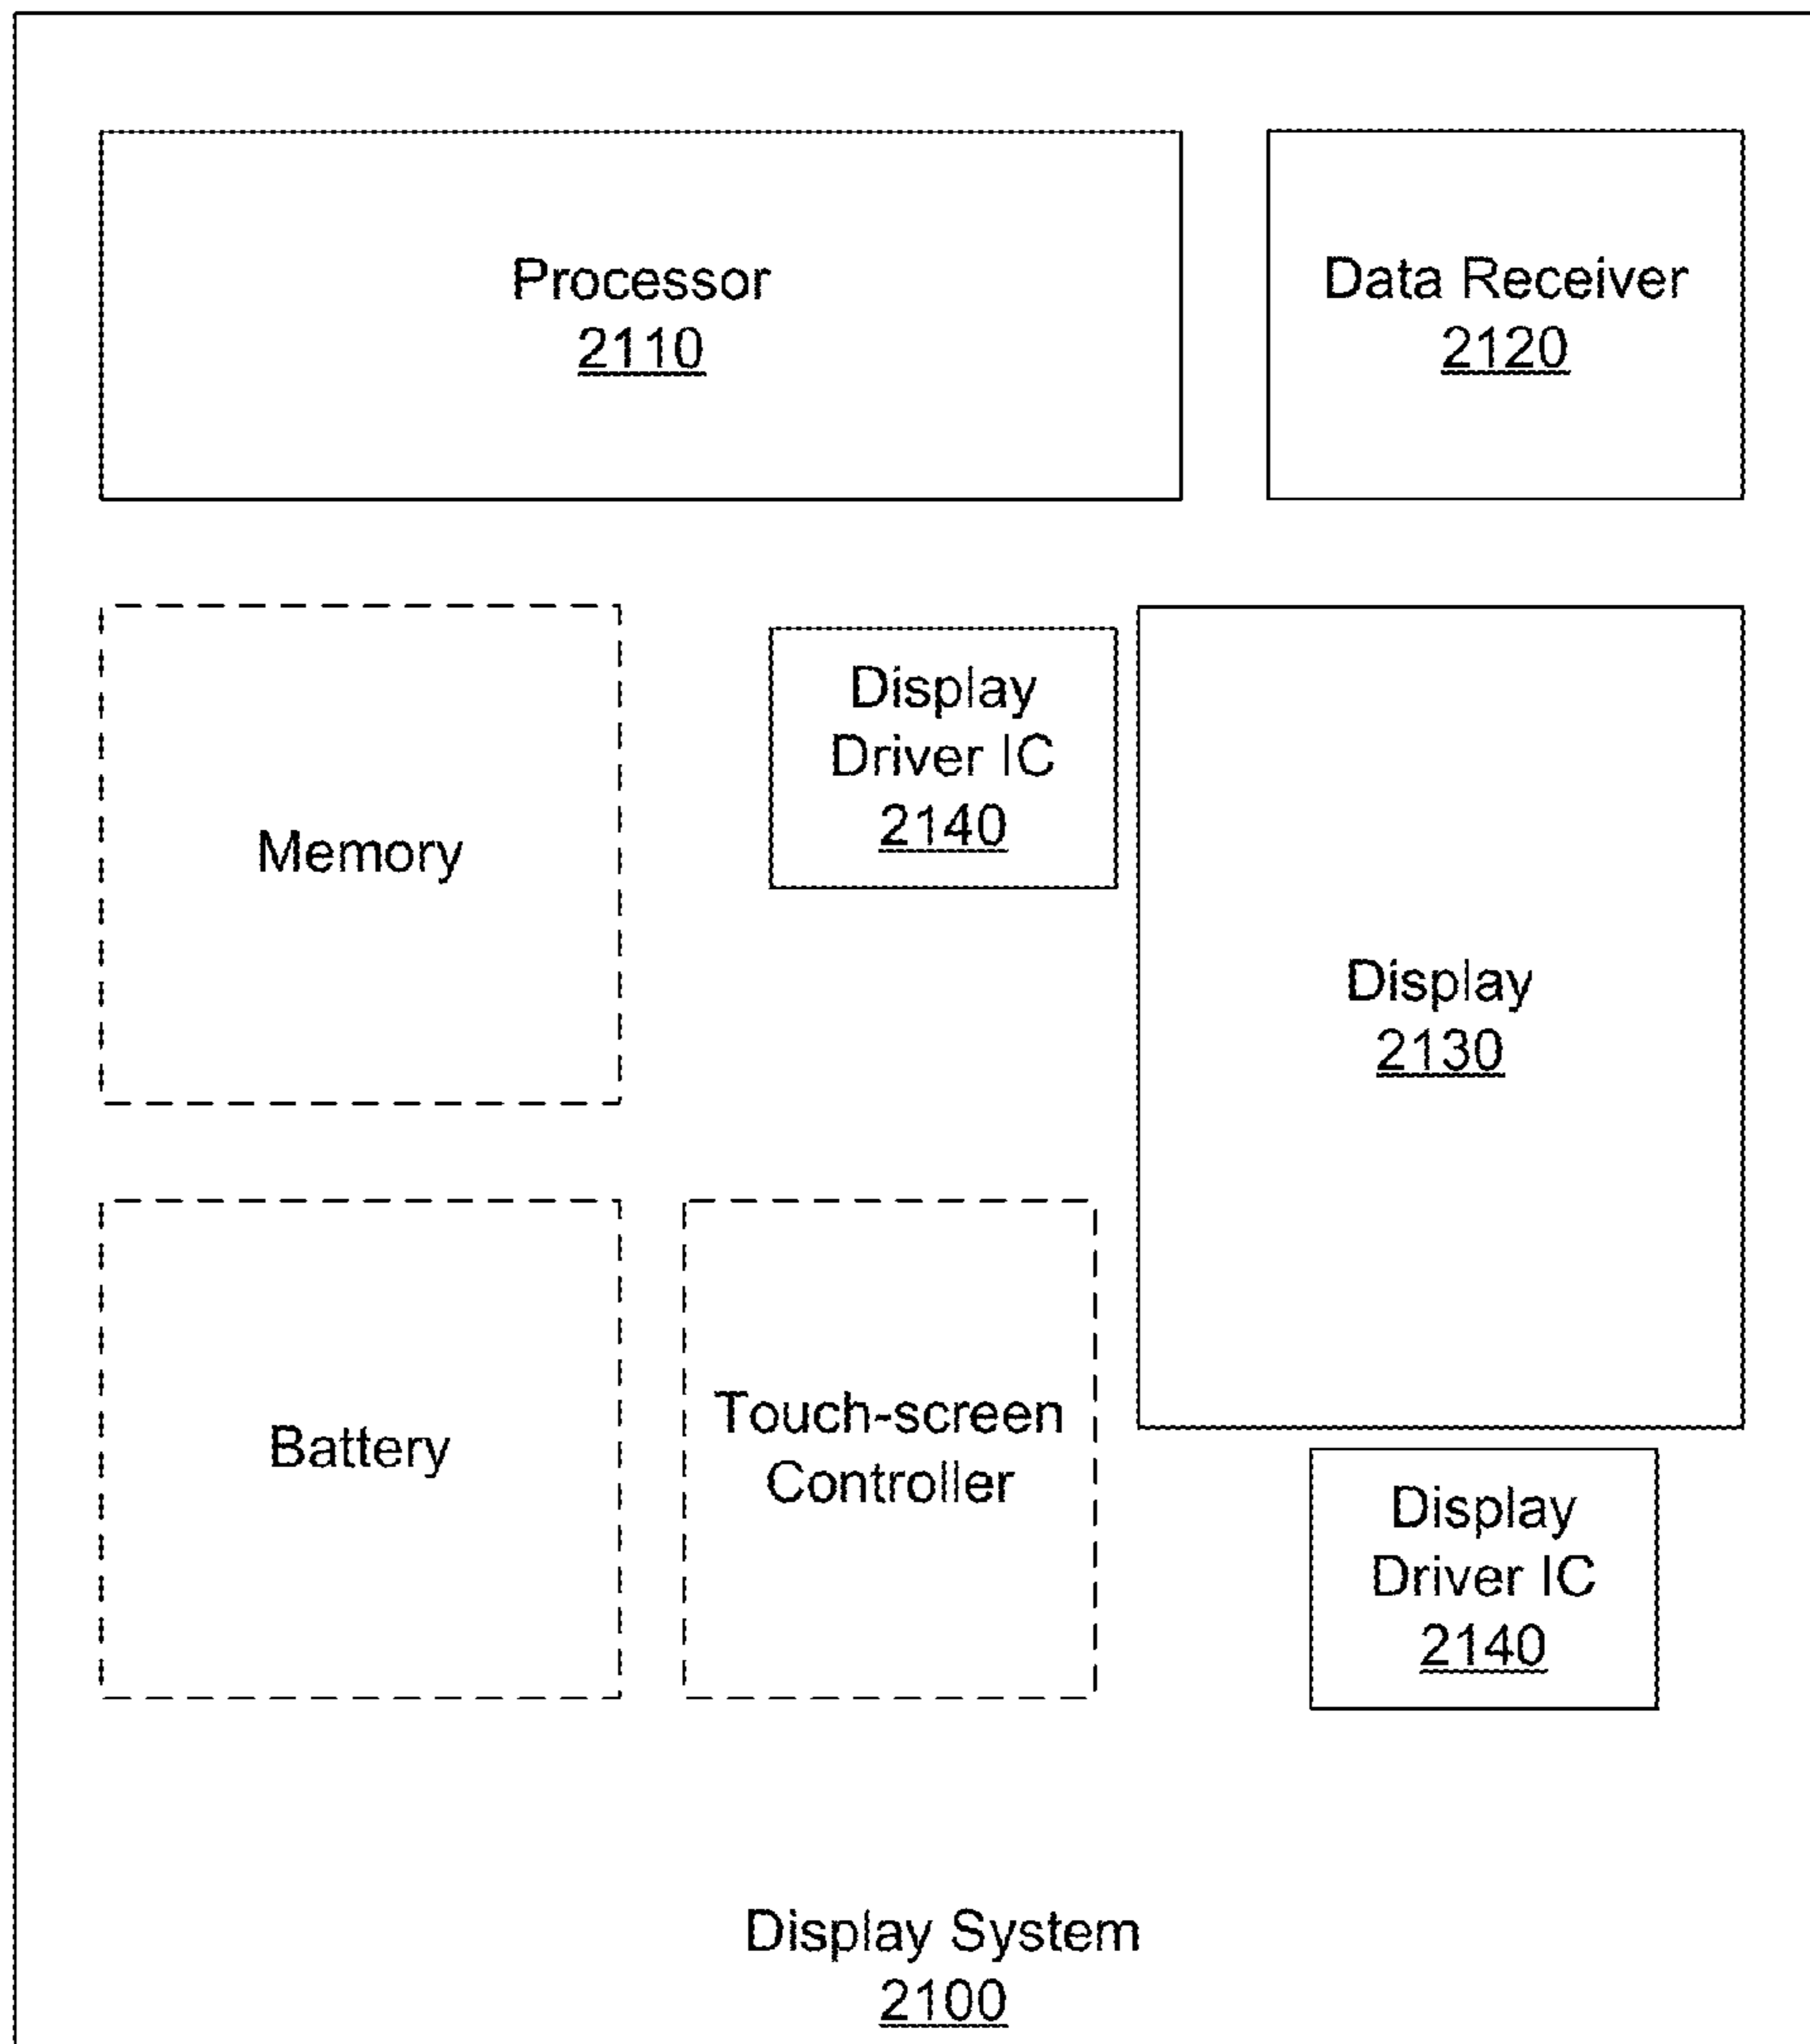 Processor
2110
Data Receiver
2120
Memory
Display
Driver IC
2140
Display
2130
Battery
Touch-screen
Controller
Display
Driver IC
2140
Display System
2100